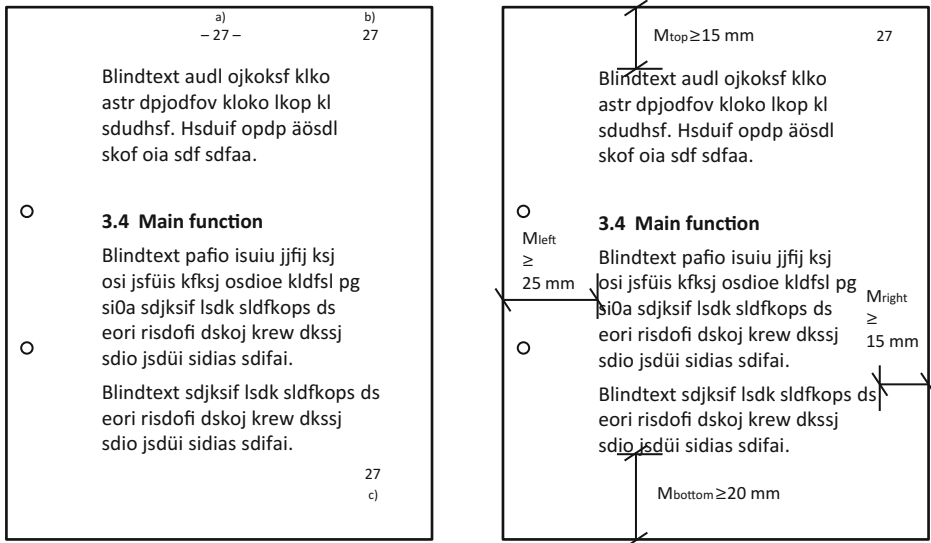 a)
– 27 –
b)
27
Blindtext audl ojkoksf klko
astr dpjodfov kloko lkop kl
sdudhsf. Hsduif opdp äösdl
skof oia sdf sdfaa.
3.4 Main function
Blindtext pafio isuiu jjfij ksj
osi jsfüis kfksj osdioe kldfsl pg
si0a sdjksif lsdk sldfkops ds
eori risdofi dskoj krew dkssj
sdio jsdüi sidias sdifai.
Blindtext sdjksif lsdk sldfkops ds
eori risdofi dskoj krew dkssj
sdio jsdüi sidias sdifai.
27
c)
Mtop≥15 mm
27
Blindtext audl ojkoksf klko
astr dpjodfov kloko lkop kl
sdudhsf. Hsduif opdp äösdl
skof oia sdf sdfaa.
3.4 Main function
Mleft
≥
25 mm
Blindtext pafio isuiu jjfij ksj
osi jsfüis kfksj osdioe kldfsl pg
si0a sdjksif lsdk sldfkops ds
eori risdofi dskoj krew dkssj
sdio jsdüi sidias sdifai.
Mright
≥
15 mm
Blindtext sdjksif lsdk sldfkops ds
eori risdofi dskoj krew dkssj
sdio jsdüi sidias sdifai.
Mbottom≥20 mm